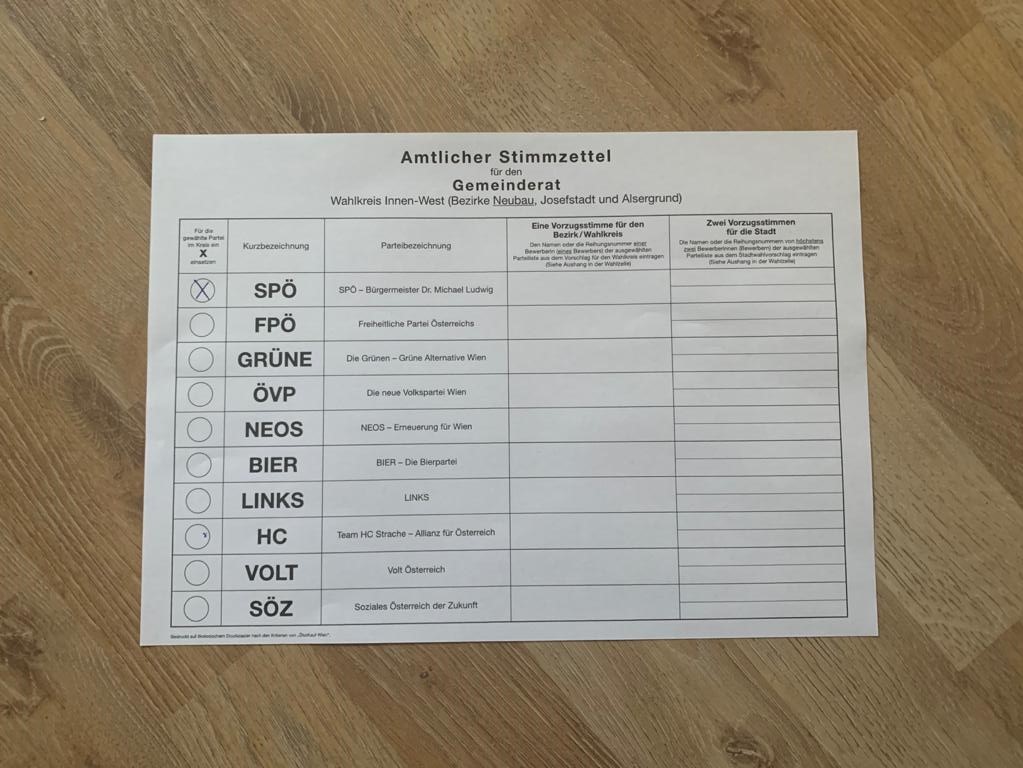 Amtlicher Stimmzettel
für den
Gemeinderat
Wahlkreis Innen-West (Bezirke Neubau, Josefstadt und Alsergrund)
Für die
gewählte Partei
im Kreis ein
X
einsetzen
Kurzbezeichnung
Parteibezeichnung
Eine Vorzugsstimme für den
Bezirk/Wahlkreis
Den Namen oder die Reihungsnummer einer
Bewerberin (eines Bewerbers) der ausgewählten
Parteiliste aus dem Vorschlag für den Wahlkreis eintragen
(Siehe Aushang in der Wahlzelle)
Zwei Vorzugsstimmen
für die Stadt
Die Namen oder die Reihungsnummern von höchstens
zwei Bewerberinnen (Bewerbern) der ausgewählten
Parteiliste aus dem Stadtwahlvorschlag eintragen
(Siehe Aushang in der Wahlzelle)
X SPÖ SPÖ – Bürgermeister Dr. Michael Ludwig
FPÖ Freiheitliche Partei Österreichs
GRÜNE Die Grünen – Grüne Alternative Wien
ÖVP Die neue Volkspartei Wien
NEOS NEOS – Erneuerung für Wien
BIER BIER – Die Bierpartei
LINKS LINKS
HC Team HC Strache – Allianz für Österreich
VOLT Volt Österreich
SÖZ Soziales Österreich der Zukunft
Gedruckt auf ökologischem Druckpapier nach den Kriterien von „ÖkoKauf Wien“.